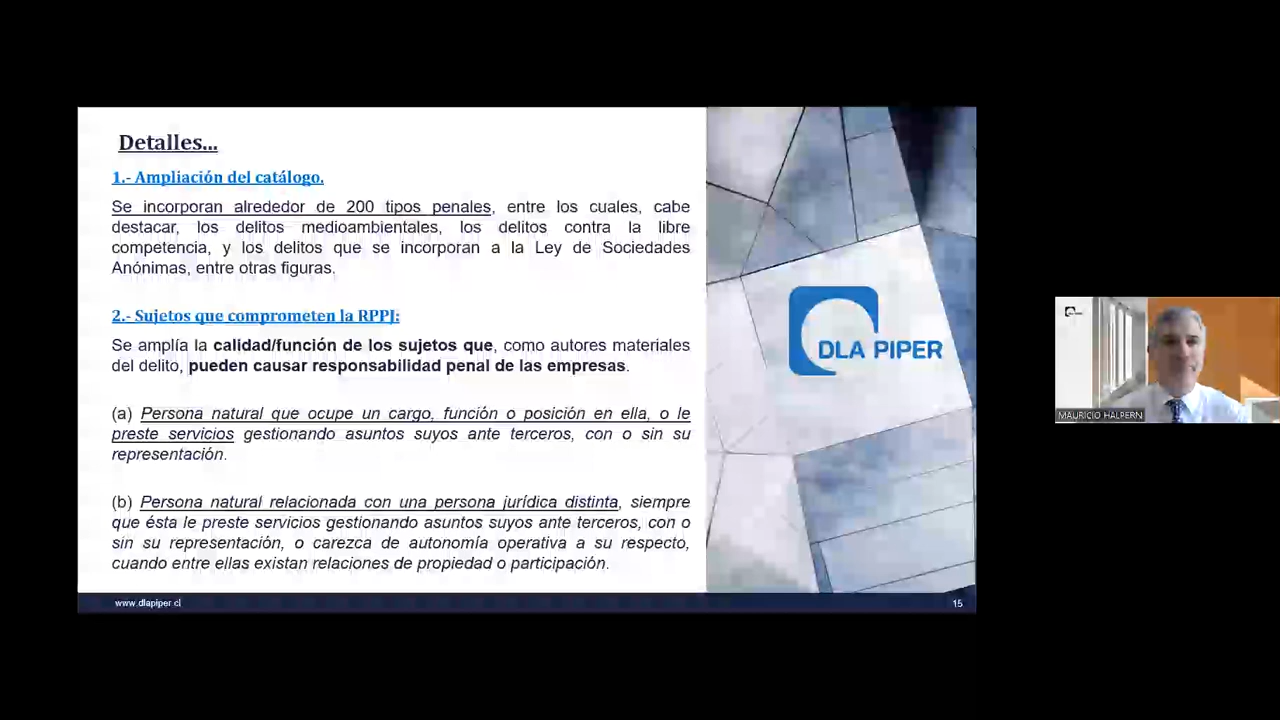 Detalles...
1.- Ampliación del catálogo.
Se incorporan alrededor de 200 tipos penales, entre los cuales, cabe
destacar, los delitos medioambientales, los delitos contra la libre
competencia, y los delitos que se incorporan a la Ley de Sociedades
Anónimas, entre otras figuras.
2.- Sujetos que comprometen la RPPJ:
Se amplía la calidad/función de los sujetos que, como autores materiales
del delito, pueden causar responsabilidad penal de las empresas.
(a) Persona natural que ocupe un cargo, función o posición en ella, o le
preste servicios gestionando asuntos suyos ante terceros, con o sin su
representación.
(b) Persona natural relacionada con una persona jurídica distinta, siempre
que ésta le preste servicios gestionando asuntos suyos ante terceros, con o
sin su representación, o carezca de autonomía operativa a su respecto,
cuando entre ellas existan relaciones de propiedad o participación.
www.dlapiper.cl
15
DLA PIPER
MAURICIO HALPERN